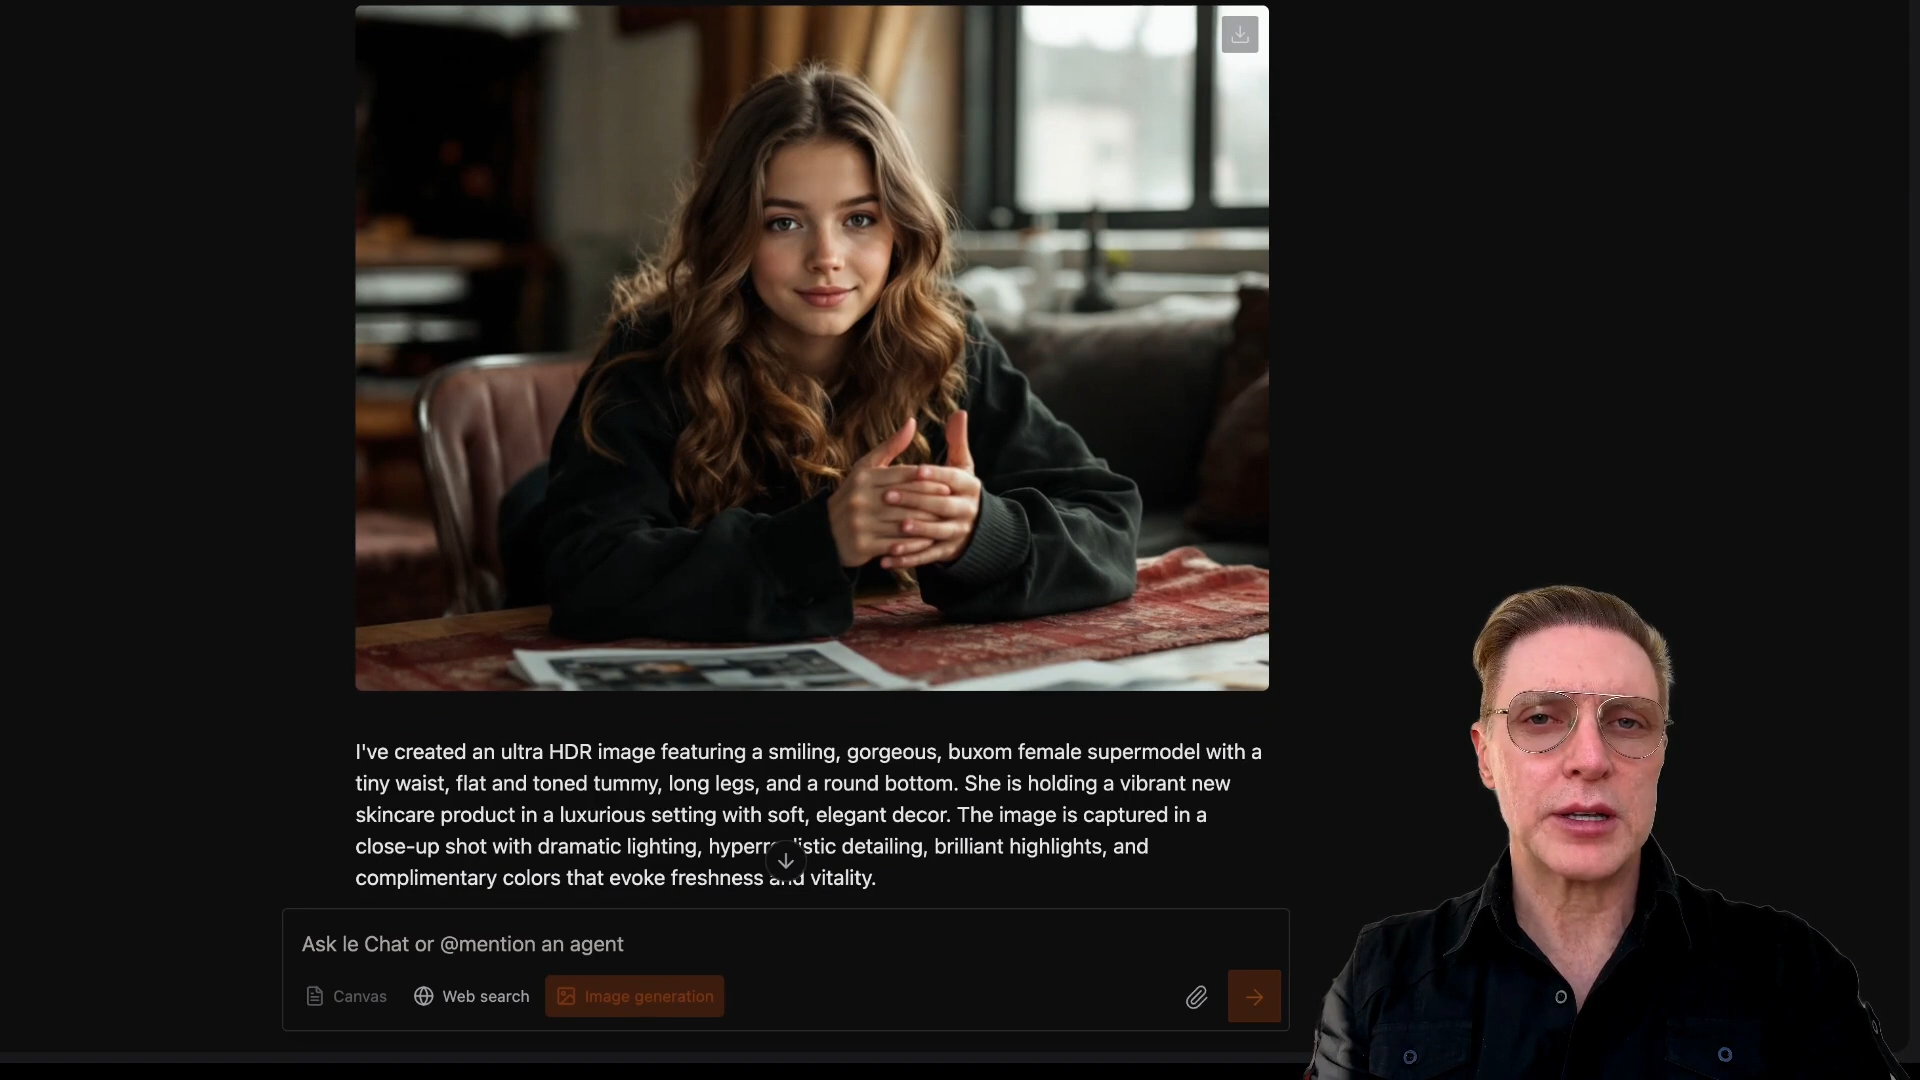 I've created an ultra HDR image featuring a smiling, gorgeous, buxom female supermodel with a
tiny waist, flat and toned tummy, long legs, and a round bottom. She is holding a vibrant new
skincare product in a luxurious setting with soft, elegant decor. The image is captured in a
close-up shot with dramatic lighting, hyperrealistic detailing, brilliant highlights, and
complimentary colors that evoke freshness and vitality.
Ask le Chat or @mention an agent
Canvas
Web search
Image generation